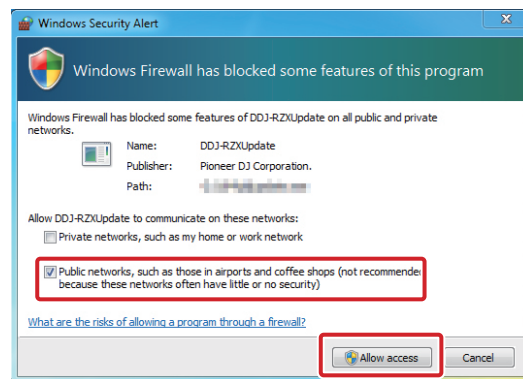 Windows Security Alert
Windows Firewall has blocked some features of this program
Windows Firewall has blocked some features of DDJ-RZXUpdate on all public and private
networks.
Name: DDJ-RZXUpdate
Publisher: Pioneer DJ Corporation.
Path:
Allow DDJ-RZXUpdate to communicate on these networks:
Private networks, such as my home or work network
Public networks, such as those in airports and coffee shops (not recommende
because these networks often have little or no security)
What are the risks of allowing a program through a firewall?
Allow access
Cancel